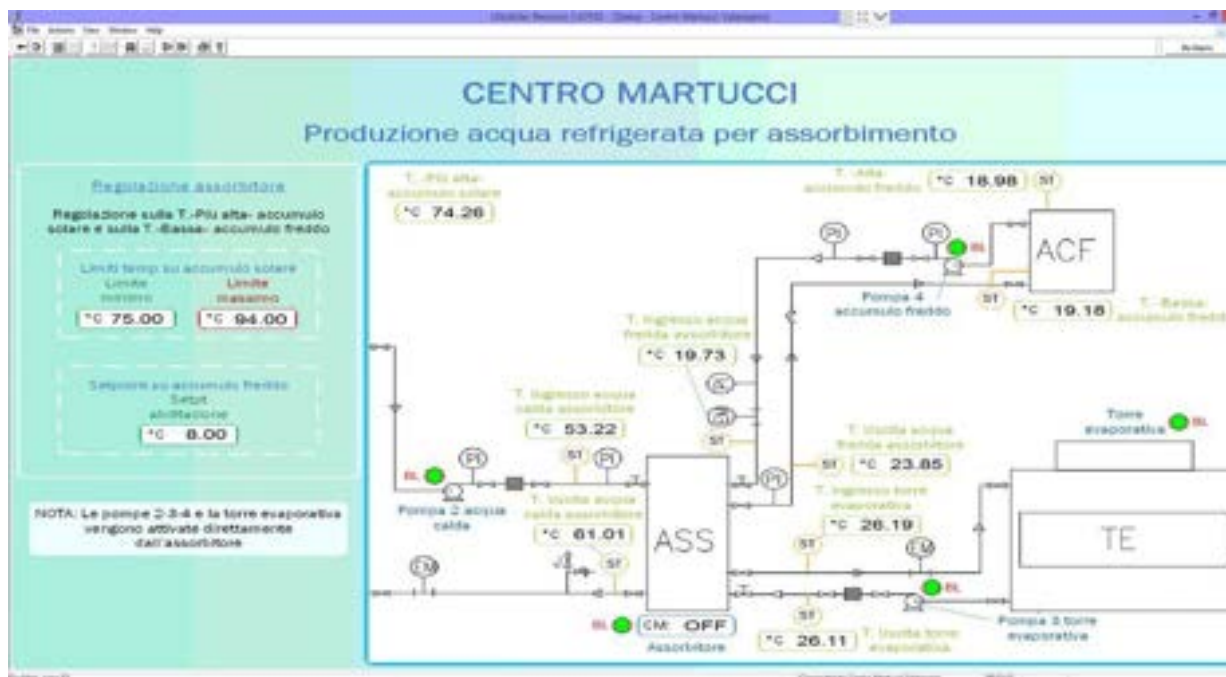 File Actions View Window Help
CENTRO MARTUCCI
Produzione acqua refrigerata per assorbimento
Regolazione assorbitore
Regolazione sulla T.-Più alta- accumulo
solare e sulla T.-Bassa- accumulo freddo
Limiti temp su accumulo solare
Limite
minimo
°C 75.00
Limite
massimo
°C 94.00
Setpoint su accumulo freddo
Setpt
abilitazione
°C 8.00
NOTA: Le pompe 2-3-4 e la torre evaporativa
vengono attivate direttamente
dall'assorbitore
T. -Più alta-
accumulo solare
°C 74.26
T. -Alta-
accumulo freddo
°C 18.98
ST
ACF
PI
PI
BL
Pompa 4
accumulo freddo
ST
°C 19.18
T. -Bassa-
accumulo freddo
T. Ingresso acqua
fredda assorbitore
°C 19.73
ST
T. Ingresso acqua
calda assorbitore
°C 53.22
ST
PI
PI
BL
Pompa 2 acqua
calda
T. Uscita acqua
calda assorbitore
°C 61.01
ST
EM
ASS
PI
T. Uscita acqua
fredda assorbitore
ST
°C 23.85
T. Ingresso torre
evaporativa
°C 26.19
ST
EM
Torre
evaporativa
BL
TE
BL
Pompa 3 torre
evaporativa
ST
°C 26.11
T. Uscita torre
evaporativa
BL
CM: OFF
Assorbitore